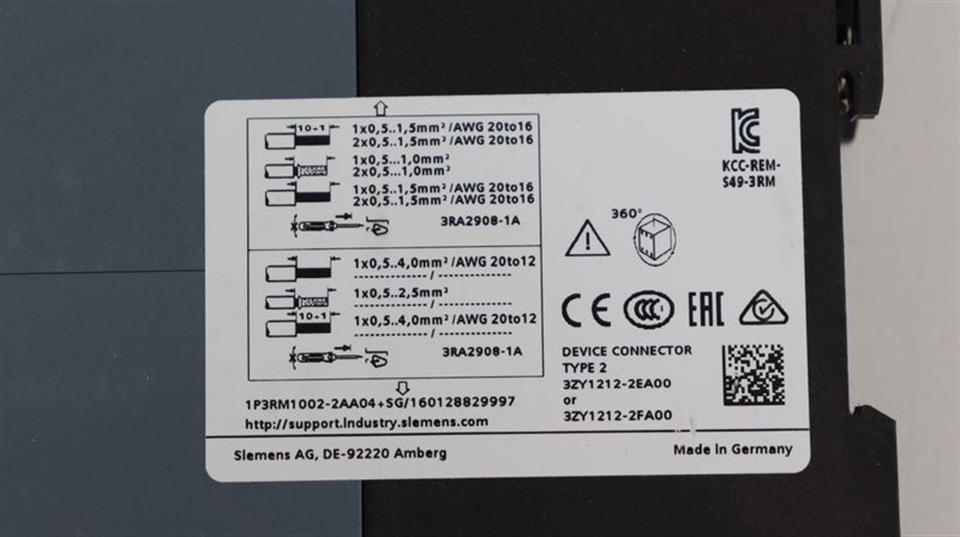 10-1
1x0,5..1,5mm²/AWG 20to16
2x0,5..1,5mm²/AWG 20to16
1x0,5...1,0mm²
2x0,5...1,0mm²
1x0,5..1,5mm²/AWG 20to16
2x0,5..1,5mm²/AWG 20to16
3RA2908-1A
1x0,5..4,0mm²/AWG 20to12
--------------- / ---------------
1x0,5..2,5mm²
--------------- / ---------------
10-1
1x0,5..4,0mm²/AWG 20to12
--------------- / ---------------
3RA2908-1A
1P3RM1002-2AA04+SG/160128829997
http://support.industry.siemens.com
KC
KCC-REM-
S49-3RM
360°
CE CCC EAC
DEVICE CONNECTOR
TYPE 2
3ZY1212-2EA00
or
3ZY1212-2FA00
Siemens AG, DE-92220 Amberg
Made in Germany